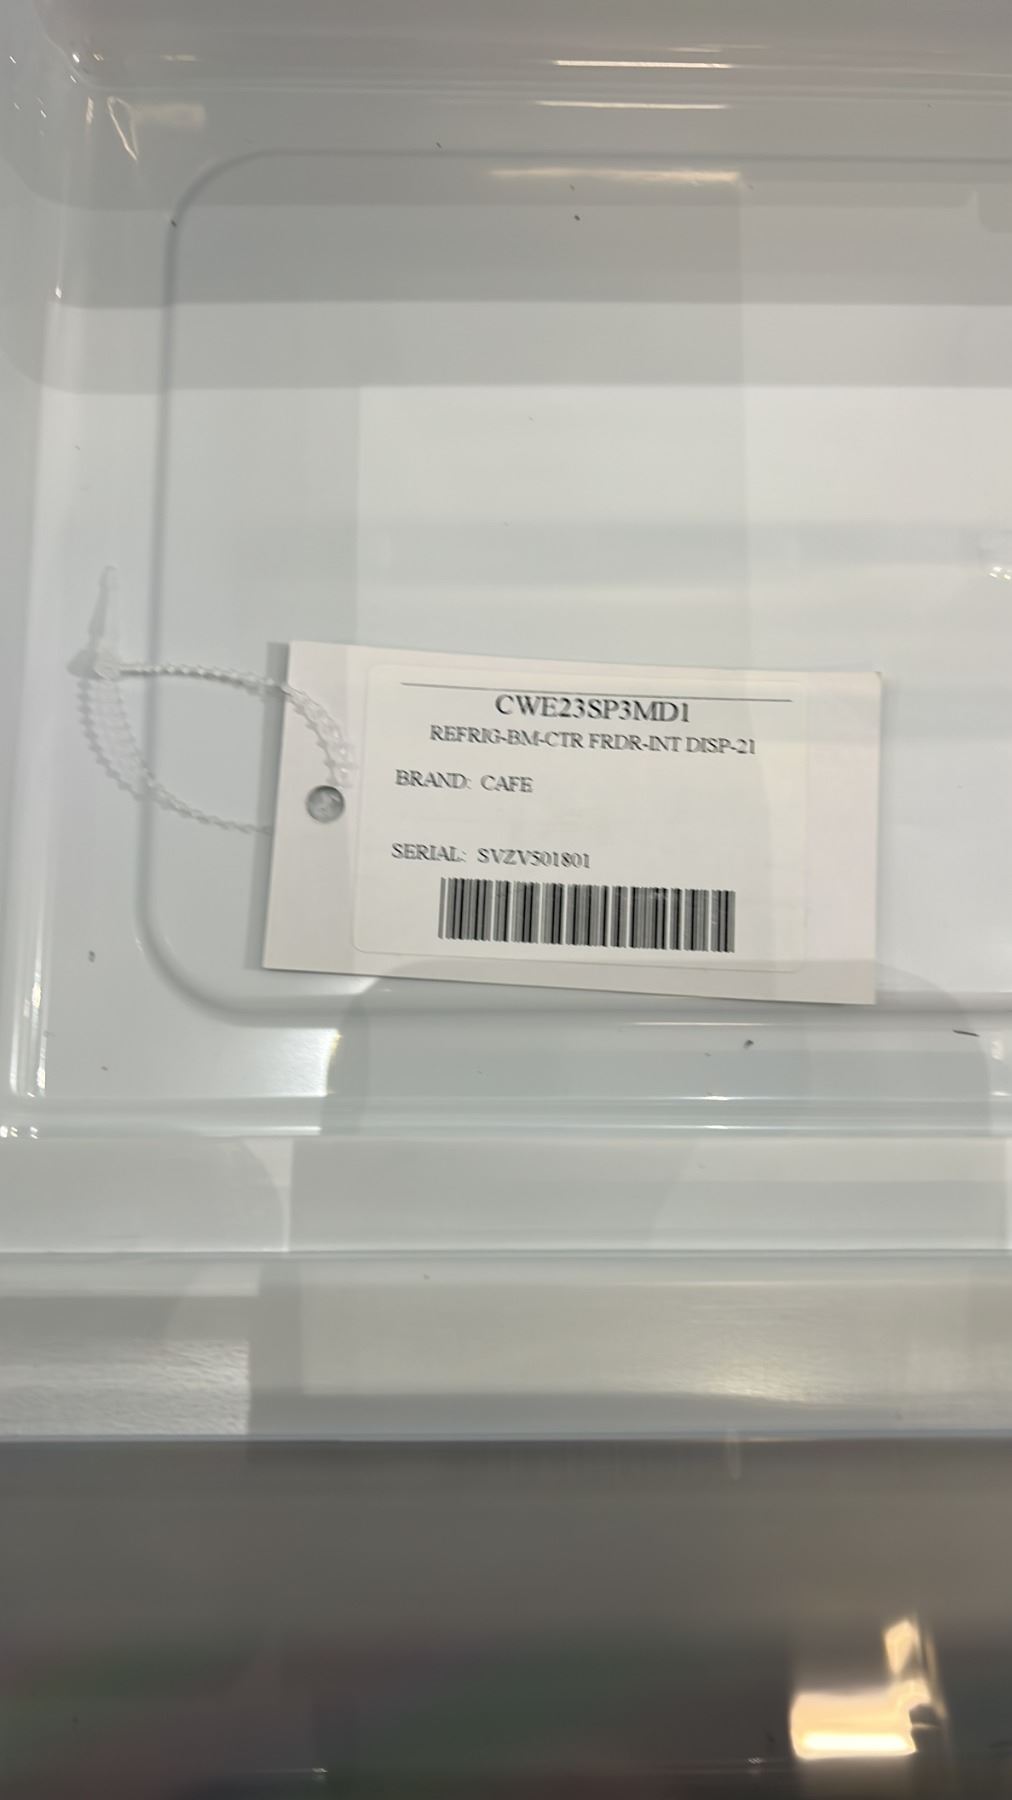 CWE23SP3MD1
REFRIG-BM-CTR FRDR-INT DISP-21
BRAND: CAFE
SERIAL: SVZV501801